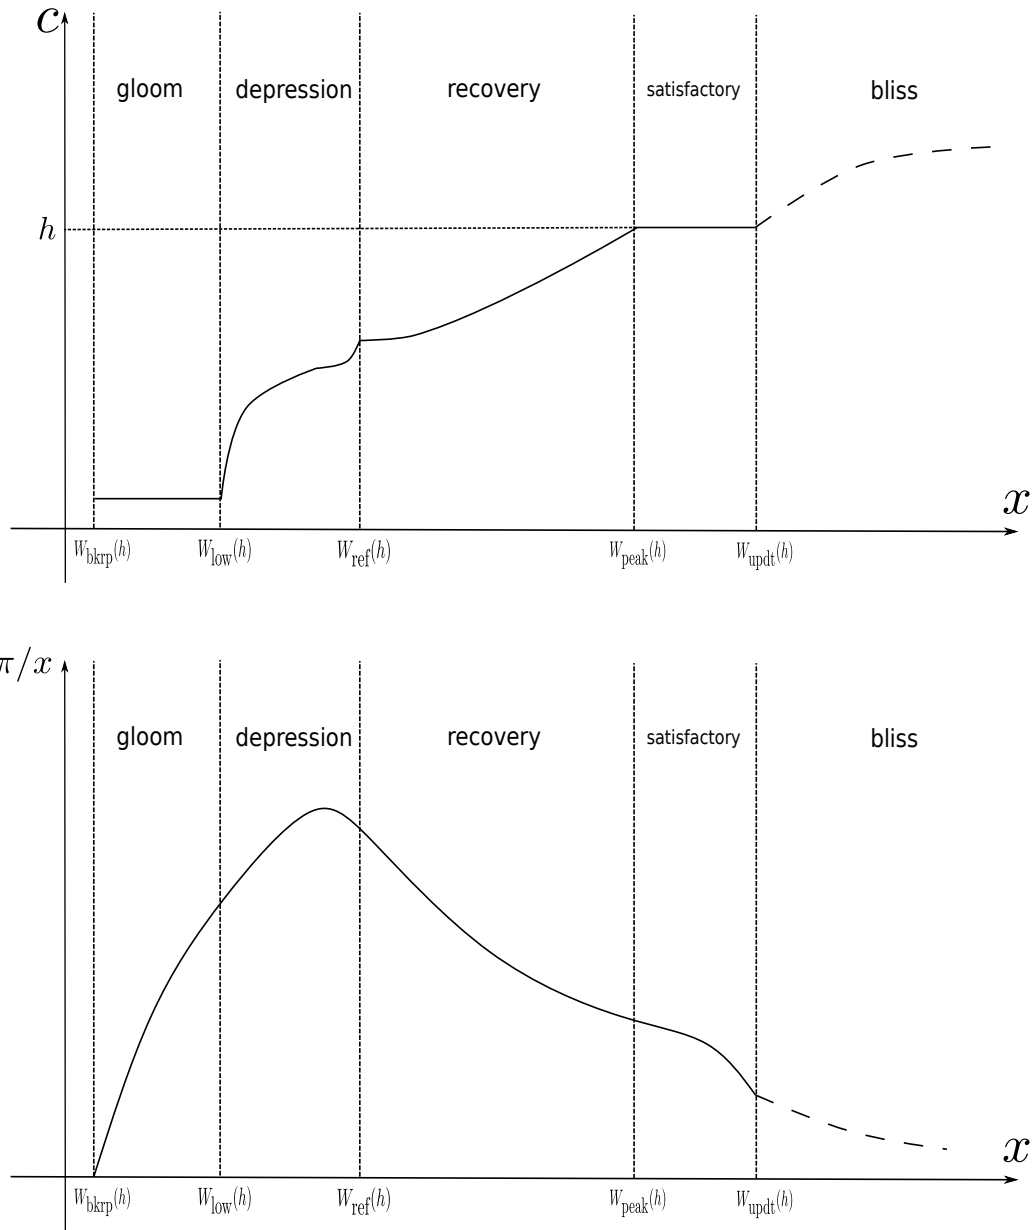 c
gloom depression recovery satisfactory bliss
h
x
W_bkrp(h) W_low(h) W_ref(h) W_peak(h) W_updt(h)
π/x
gloom depression recovery satisfactory bliss
x
W_bkrp(h) W_low(h) W_ref(h) W_peak(h) W_updt(h)